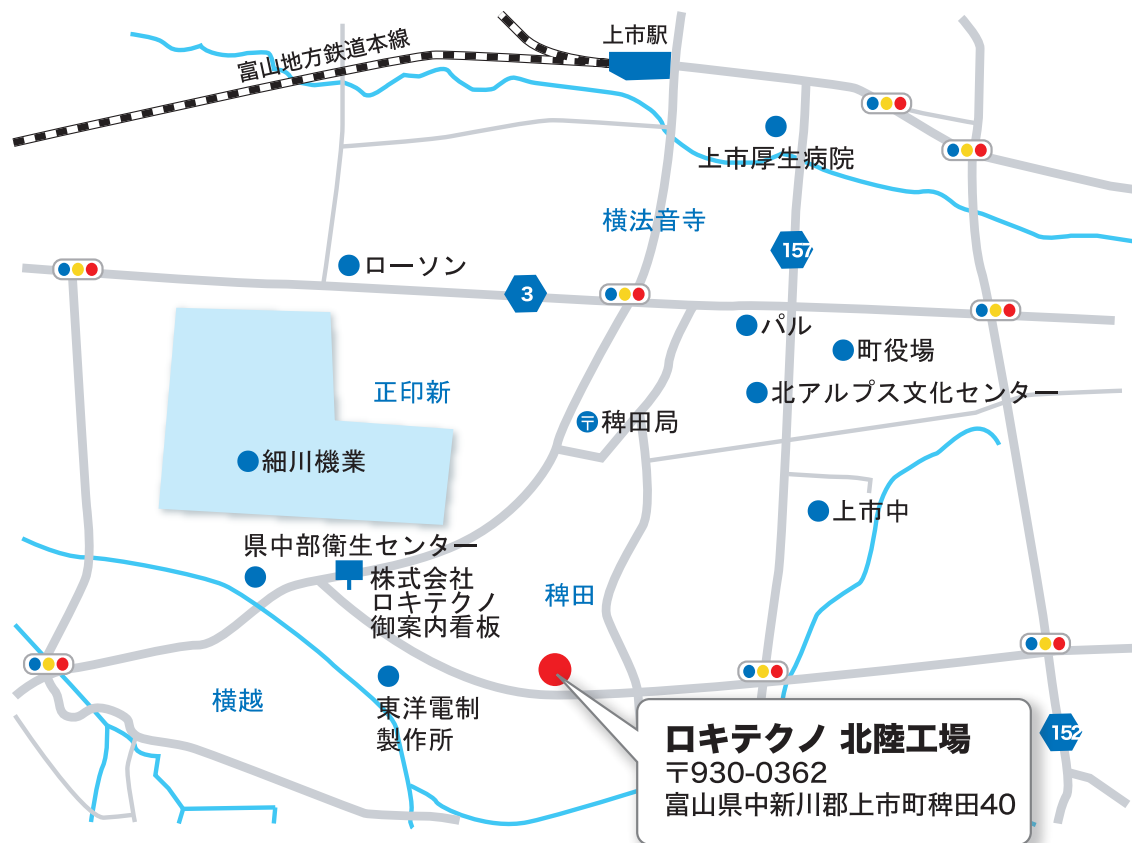 上市駅
富山地方鉄道本線
上市厚生病院
横法音寺
157
ローソン
3
パル
町役場
正印新
北アルプス文化センター
〒
稗田局
細川機業
上市中
県中部衛生センター
株式会社
ロキテクノ
御案内看板
稗田
横越
東洋電制
製作所
152
ロキテクノ 北陸工場
〒930-0362
富山県中新川郡上市町稗田40